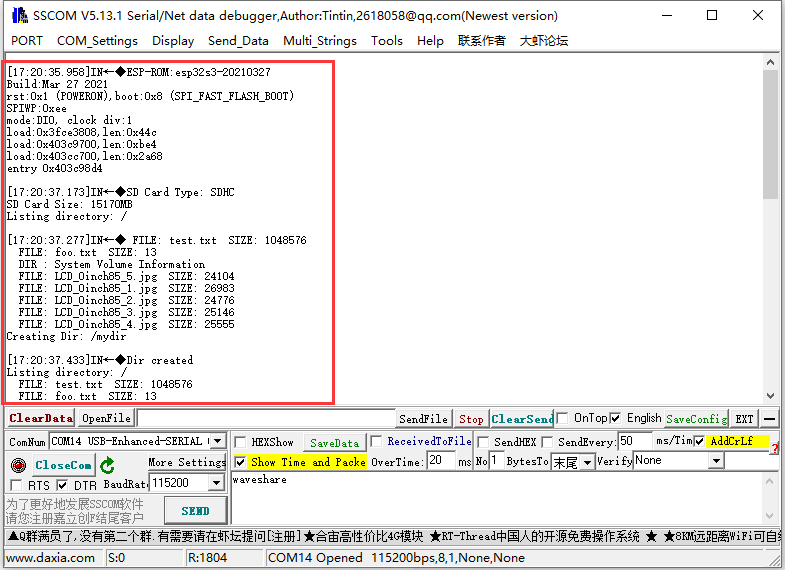 SSCOM V5.13.1 Serial/Net data debugger,Author:Tintin,2618058@qq.com(Newest version)
PORT COM_Settings Display Send_Data Multi_Strings Tools Help 联系作者 大虾论坛
[17:20:35.958]IN←◆ESP-ROM:esp32s3-20210327
Build:Mar 27 2021
rst:0x1 (POWERON),boot:0x8 (SPI_FAST_FLASH_BOOT)
SPIWP:0xee
mode:DIO, clock div:1
load:0x3fce3808,len:0x44c
load:0x403c9700,len:0xbe4
load:0x403cc700,len:0x2a68
entry 0x403c98d4
[17:20:37.173]IN←◆SD Card Type: SDHC
SD Card Size: 15170MB
Listing directory: /
[17:20:37.277]IN←◆ FILE: test.txt SIZE: 1048576
FILE: foo.txt SIZE: 13
DIR : System Volume Information
FILE: LCD_0inch85_5.jpg SIZE: 24104
FILE: LCD_0inch85_1.jpg SIZE: 26983
FILE: LCD_0inch85_2.jpg SIZE: 24776
FILE: LCD_0inch85_3.jpg SIZE: 25146
FILE: LCD_0inch85_4.jpg SIZE: 25555
Creating Dir: /mydir
[17:20:37.433]IN←◆Dir created
Listing directory: /
FILE: test.txt SIZE: 1048576
FILE: foo.txt SIZE: 13
ClearData OpenFile SendFile Stop ClearSend OnTop English SaveConfig EXT —
ComNum COM14 USB-Enhanced-SERIAL HEXShow SaveData ReceivedToFile SendHEX SendEvery: 50 ms/Tim AddCrLf
CloseCom More Settings Show Time and Packe OverTime: 20 ms No 1 BytesTo 末尾 Verify None
RTS DTR BaudRat 115200 waveshare
为了更好地发展SSCOM软件
请您注册嘉立创F结尾客户 SEND
▲Q群满员了,没有第二个群.有需要请在虾坛提问[注册]★合宙高性价比4G模块 ★RT-Thread中国人的开源免费操作系统 ★ ★8KM远距离WiFi可自
www.daxia.com S:0 R:1804 COM14 Opened 115200bps,8,1,None,None